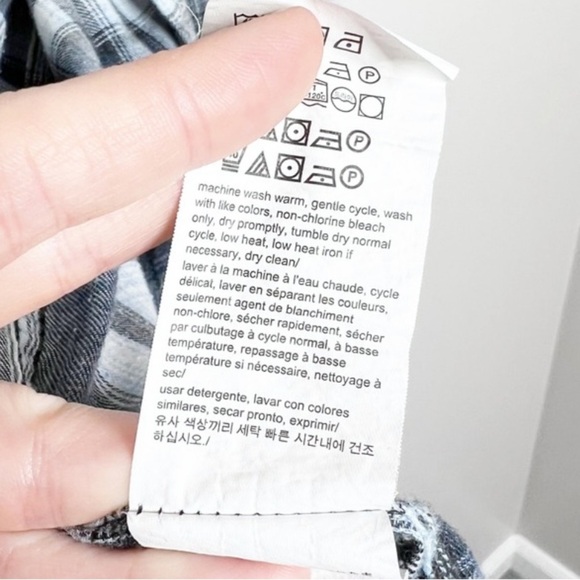 P
1
120c
P
P
machine wash warm, gentle cycle, wash
with like colors, non-chlorine bleach
only, dry promptly, tumble dry normal
cycle, low heat, low heat iron if
necessary, dry clean/
laver à la machine à l'eau chaude, cycle
délicat, laver en séparant les couleurs,
seulement agent de blanchiment
non-chlore, sécher rapidement, sécher
par culbutage à cycle normal, à basse
température, repassage à basse
température si nécessaire, nettoyage à
sec/
usar detergente, lavar con colores
similares, secar pronto, exprimir/
유사 색상끼리 세탁 빠른 시간내에 건조
하십시오./